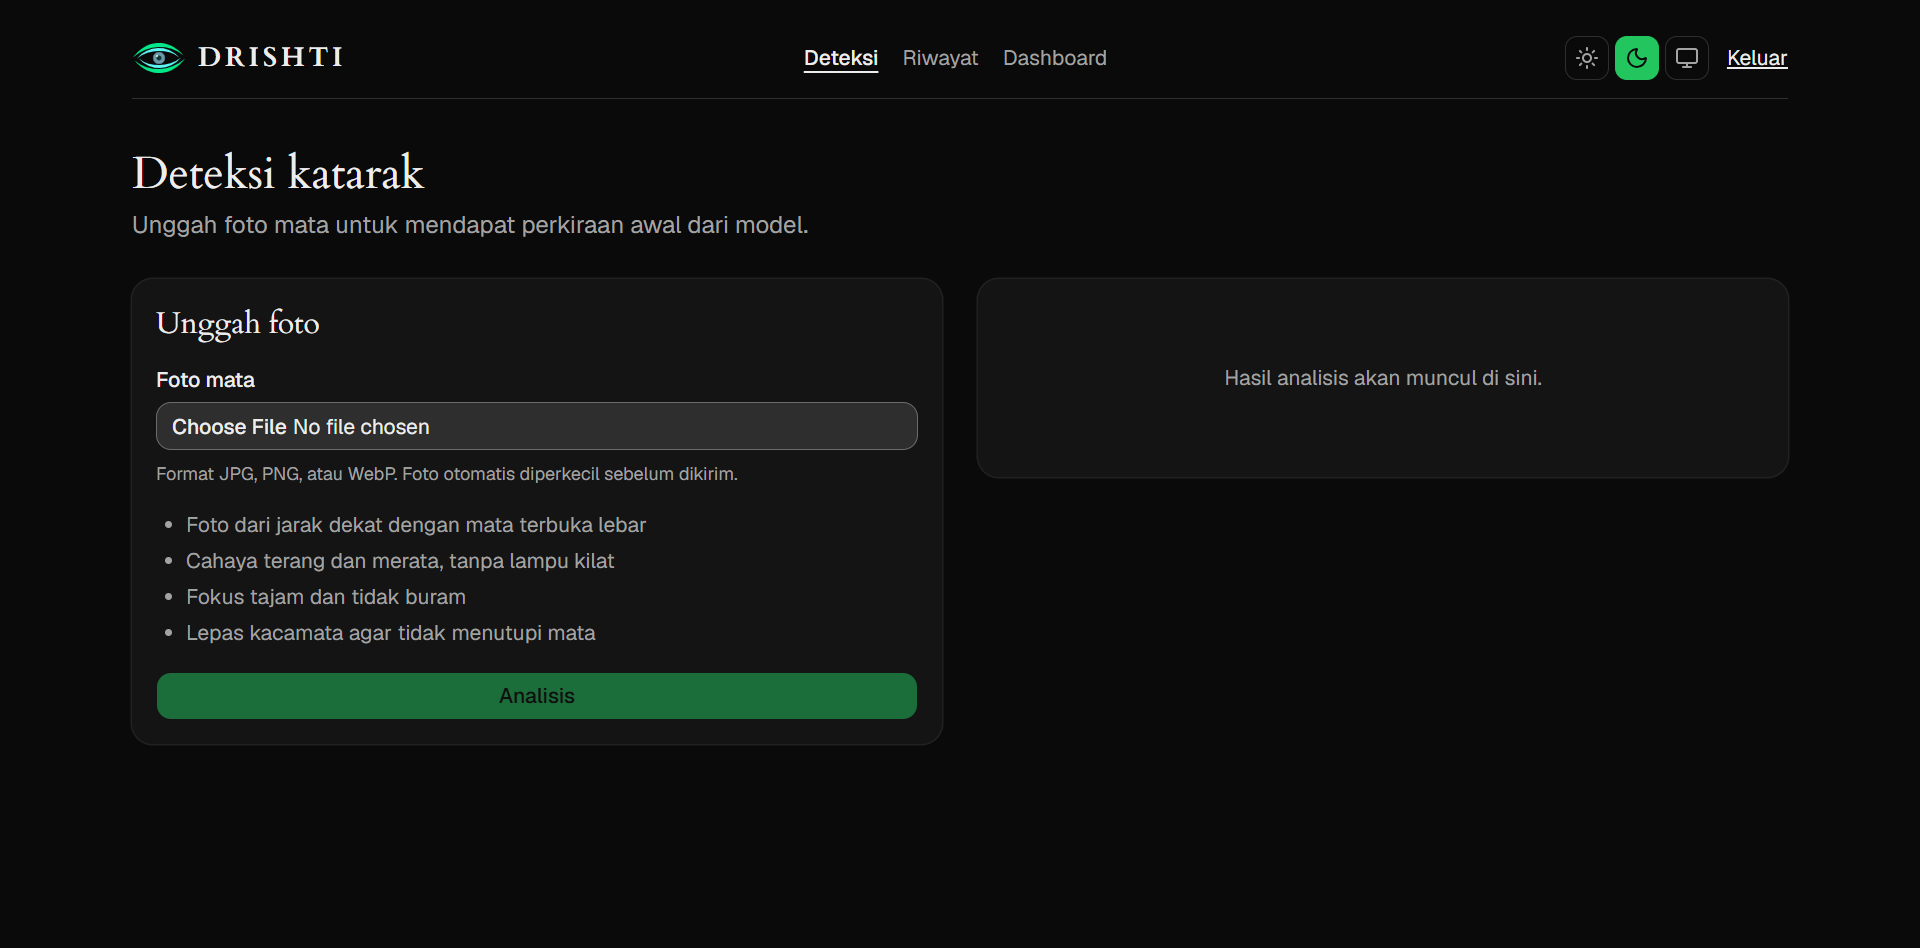 DRISHTI
Deteksi Riwayat Dashboard
Keluar
Deteksi katarak
Unggah foto mata untuk mendapat perkiraan awal dari model.
Unggah foto
Foto mata
Choose File No file chosen
Format JPG, PNG, atau WebP. Foto otomatis diperkecil sebelum dikirim.
Foto dari jarak dekat dengan mata terbuka lebar
Cahaya terang dan merata, tanpa lampu kilat
Fokus tajam dan tidak buram
Lepas kacamata agar tidak menutupi mata
Analisis
Hasil analisis akan muncul di sini.